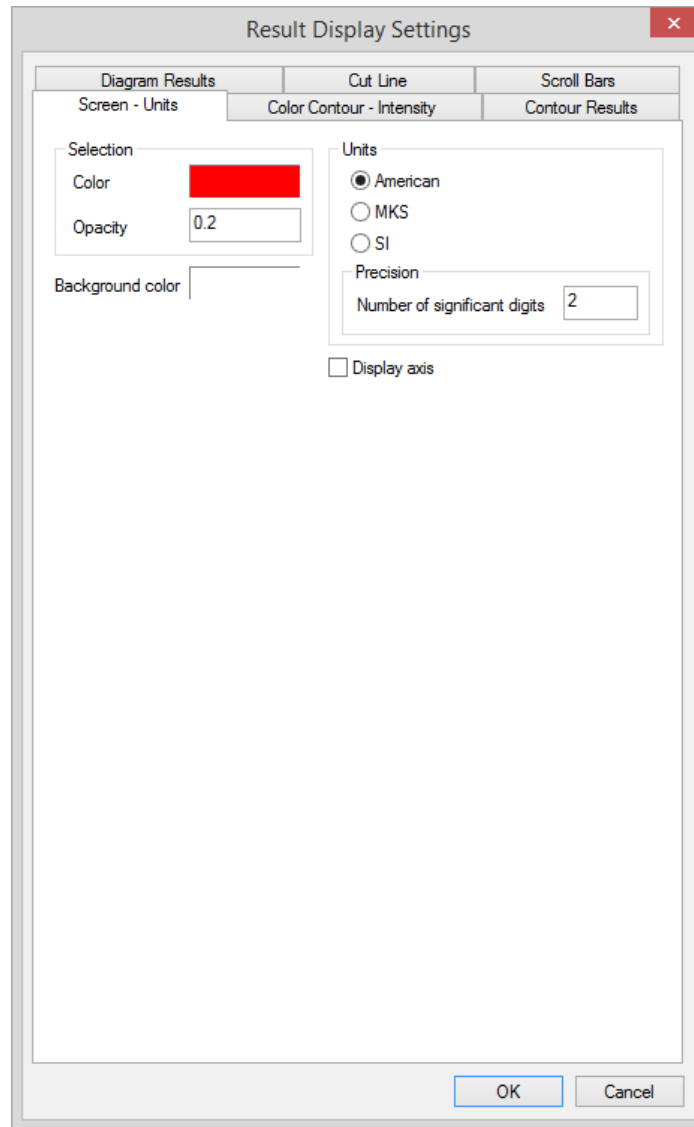 Result Display Settings
Diagram Results
Cut Line
Scroll Bars
Screen - Units
Color Contour - Intensity
Contour Results
Selection
Color
Opacity
0.2
Background color
Units
American
MKS
SI
Precision
Number of significant digits
2
Display axis
OK
Cancel